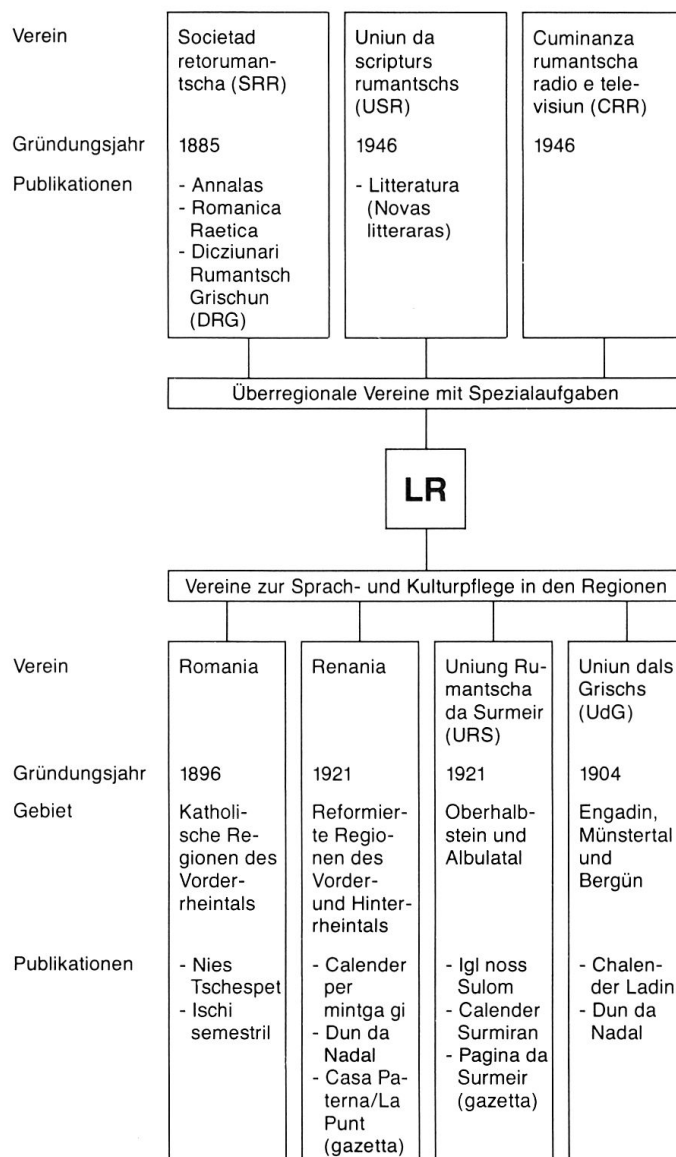 Verein
Societad
retoruman-
tscha (SRR)
Uniun da
scripturs
rumantschs
(USR)
Cuminanza
rumantscha
radio e tele-
visiun (CRR)
Gründungsjahr
1885
1946
1946
Publikationen
- Annalas
- Romanica
Raetica
- Dicziunari
Rumantsch
Grischun
(DRG)
- Litteratura
(Novas
litteraras)
Überregionale Vereine mit Spezialaufgaben
LR
Vereine zur Sprach- und Kulturpflege in den Regionen
Verein
Romania
Renania
Uniung Ru-
mantscha
da Surmeir
(URS)
Uniun dals
Grischs
(UdG)
Gründungsjahr
1896
1921
1921
1904
Gebiet
Katholi-
sche Re-
gionen des
Vorder-
rheintals
Reformier-
te Regio-
nen des
Vorder-
und Hinter-
rheintals
Oberhalb-
stein und
Albulatal
Engadin,
Münstertal
und
Bergün
Publikationen
- Nies
Tschespet
- Ischi
semestril
- Calender
per
mintga gi
- Dun da
Nadal
- Casa Pa-
terna/La
Punt
(gazetta)
- Igl noss
Sulom
- Calender
Surmiran
- Pagina da
Surmeir
(gazetta)
- Chalen-
der Ladin
- Dun da
Nadal